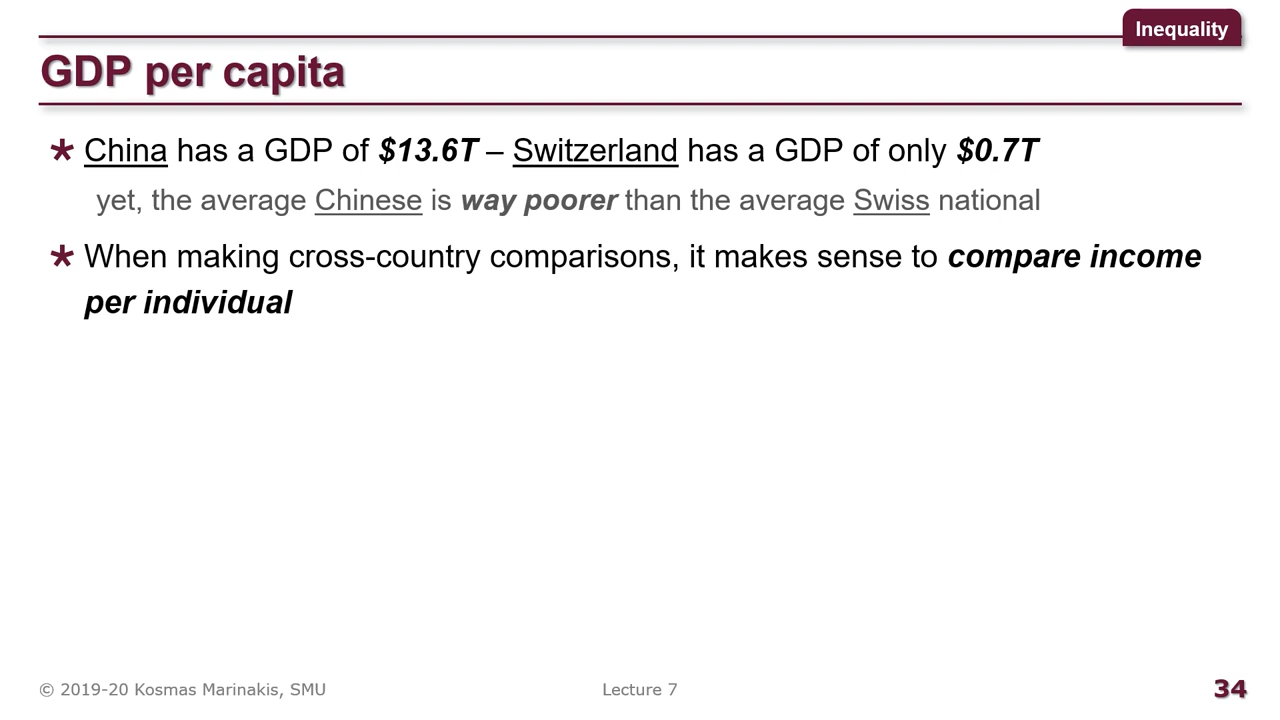 Inequality
GDP per capita
* China has a GDP of $13.6T – Switzerland has a GDP of only $0.7T
yet, the average Chinese is way poorer than the average Swiss national
* When making cross-country comparisons, it makes sense to compare income
per individual
© 2019-20 Kosmas Marinakis, SMU
Lecture 7
34